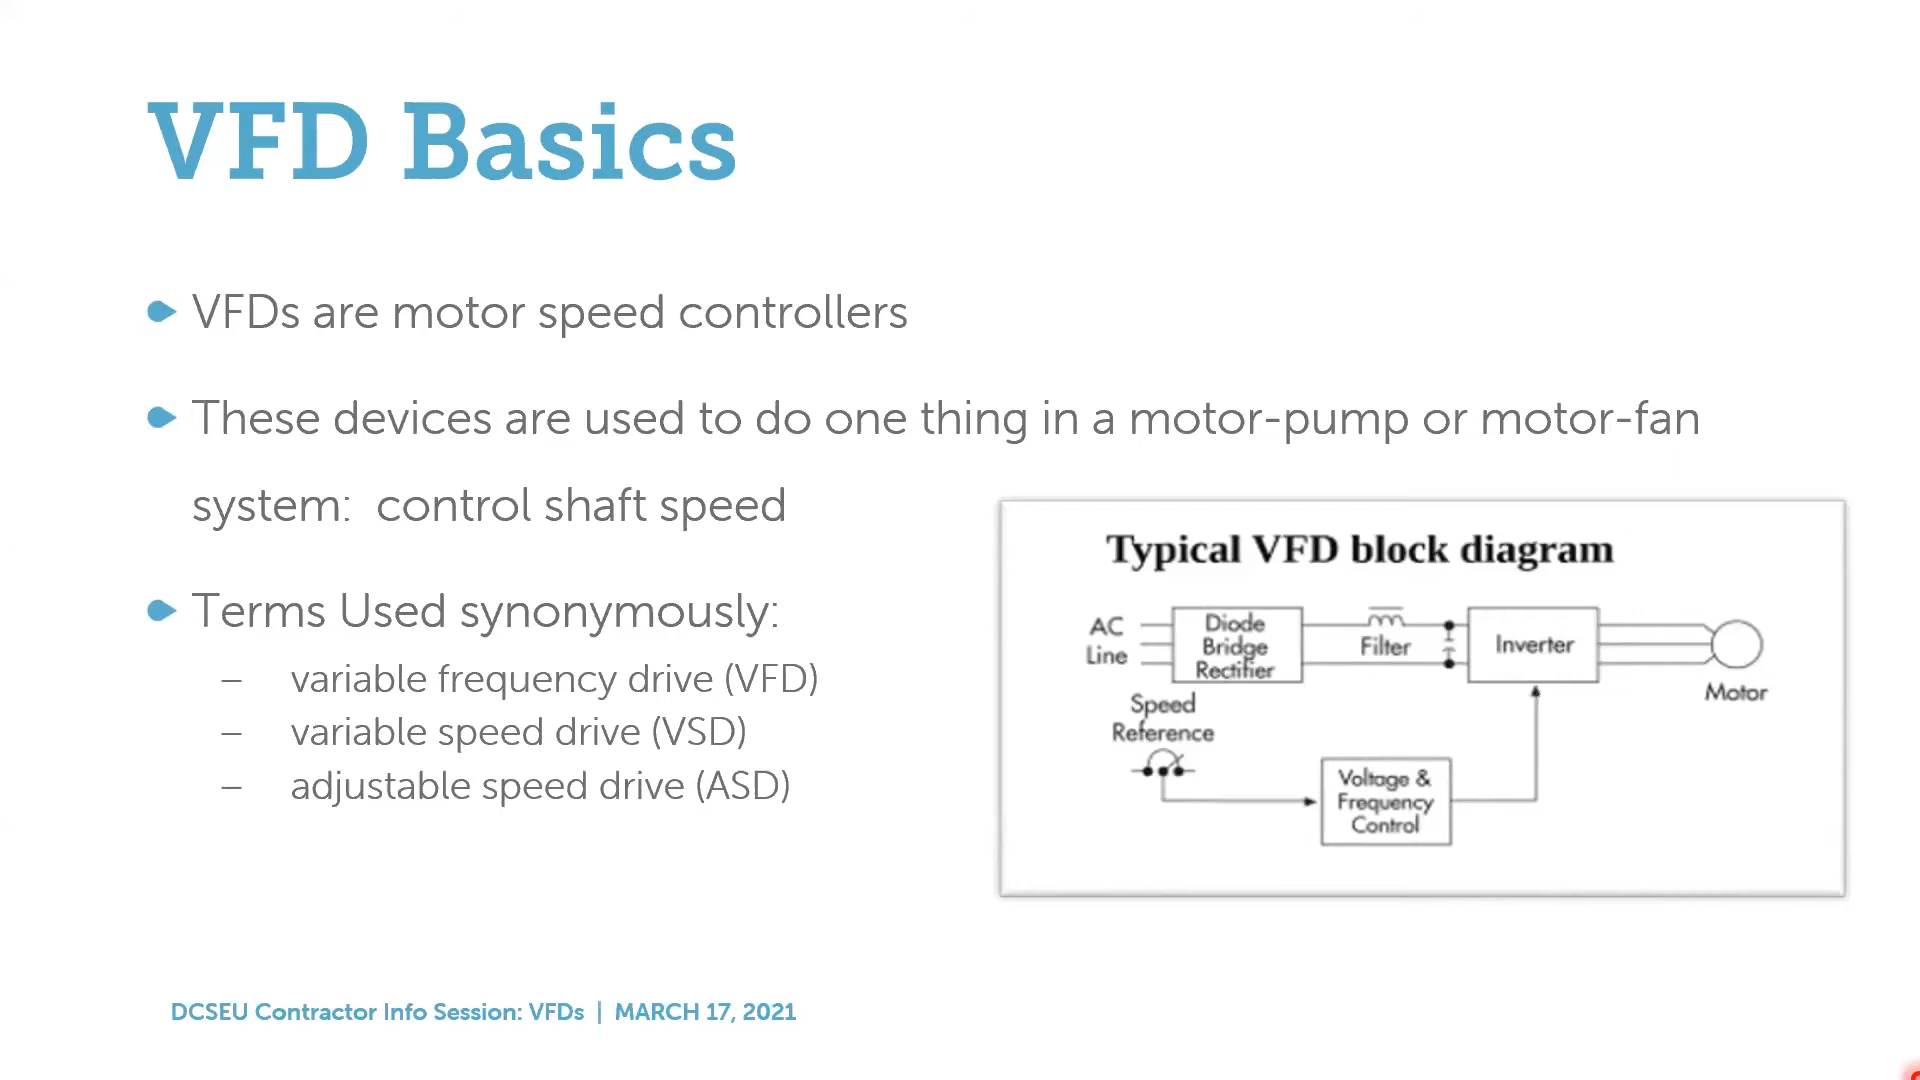 VFD Basics
VFDs are motor speed controllers
These devices are used to do one thing in a motor-pump or motor-fan
system: control shaft speed
Terms Used synonymously:
– variable frequency drive (VFD)
– variable speed drive (VSD)
– adjustable speed drive (ASD)
Typical VFD block diagram
AC
Line
Diode
Bridge
Rectifier
Filter
Inverter
Motor
Speed
Reference
Voltage &
Frequency
Control
DCSEU Contractor Info Session: VFDs | MARCH 17, 2021